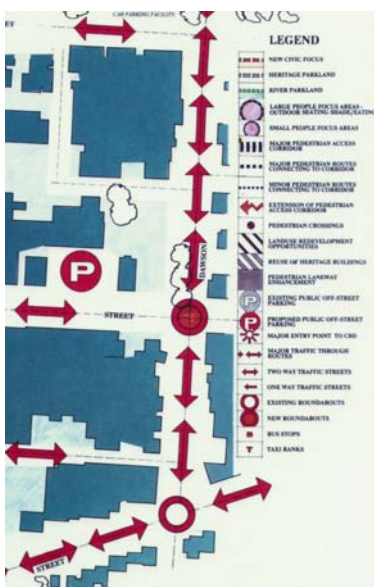 CAR PARKING FACILITY
ET
LEGEND
NEW CIVIC FOCUS
HERITAGE PARKLAND
RIVER PARKLAND
LARGE PEOPLE FOCUS AREAS -
OUTDOOR SEATING SHADE/EATING
SMALL PEOPLE FOCUS AREAS
MAJOR PEDESTRIAN ACCESS
CORRIDOR
MAJOR PEDESTRIAN ROUTES
CONNECTING TO CORRIDOR
MINOR PEDESTRIAN ROUTES
CONNECTING TO CORRIDOR
EXTENSION OF PEDESTRIAN
ACCESS CORRIDOR
PEDESTRIAN CROSSINGS
LANDUSE REDEVELOPMENT
OPPORTUNITIES
REUSE OF HERITAGE BUILDINGS
PEDESTRIAN LANEWAY
ENHANCEMENT
P
EXISTING PUBLIC OFF-STREET
PARKING
P
PROPOSED PUBLIC OFF-STREET
PARKING
MAJOR ENTRY POINT TO CBD
MAJOR TRAFFIC THROUGH
ROUTES
TWO WAY TRAFFIC STREETS
ONE WAY TRAFFIC STREETS
EXISTING ROUNDABOUTS
NEW ROUNDABOUTS
B BUS STOPS
T TAXI RANKS
DAWSON
P
STREET
STREET